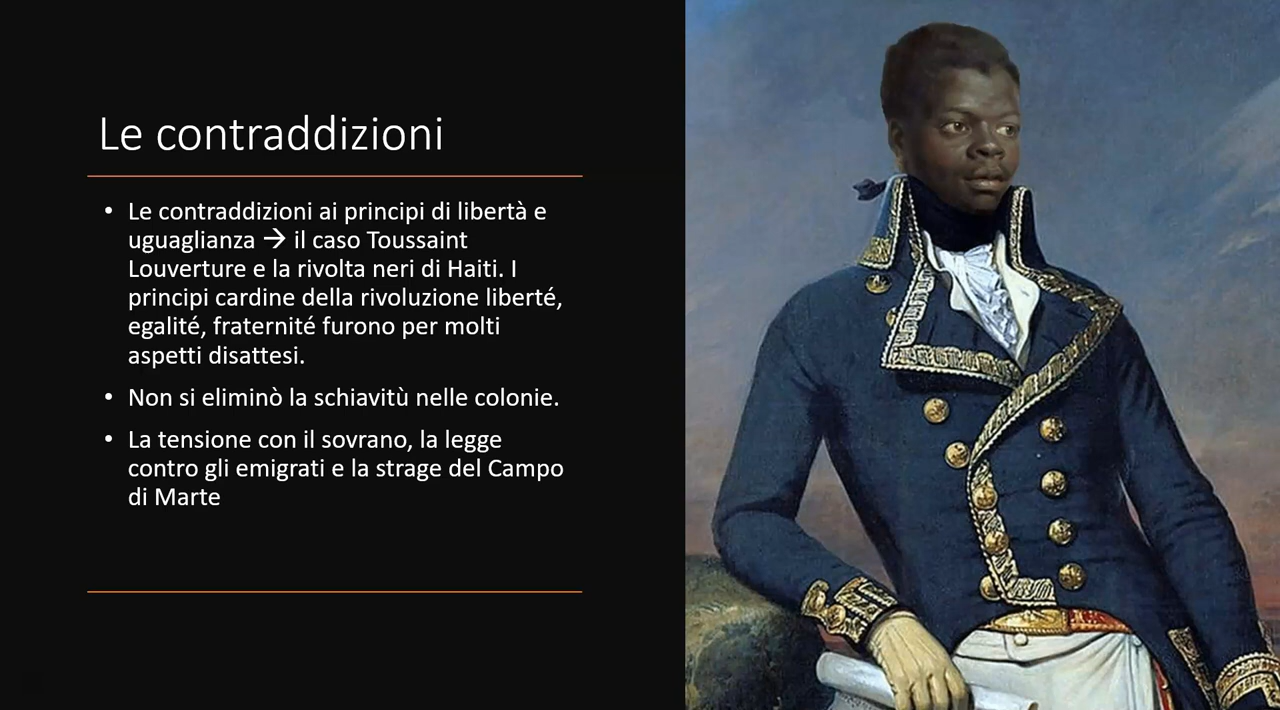 Le contraddizioni
• Le contraddizioni ai principi di libertà e
uguaglianza → il caso Toussaint
Louverture e la rivolta neri di Haiti. I
principi cardine della rivoluzione liberté,
egalité, fraternité furono per molti
aspetti disattesi.
• Non si eliminò la schiavitù nelle colonie.
• La tensione con il sovrano, la legge
contro gli emigrati e la strage del Campo
di Marte